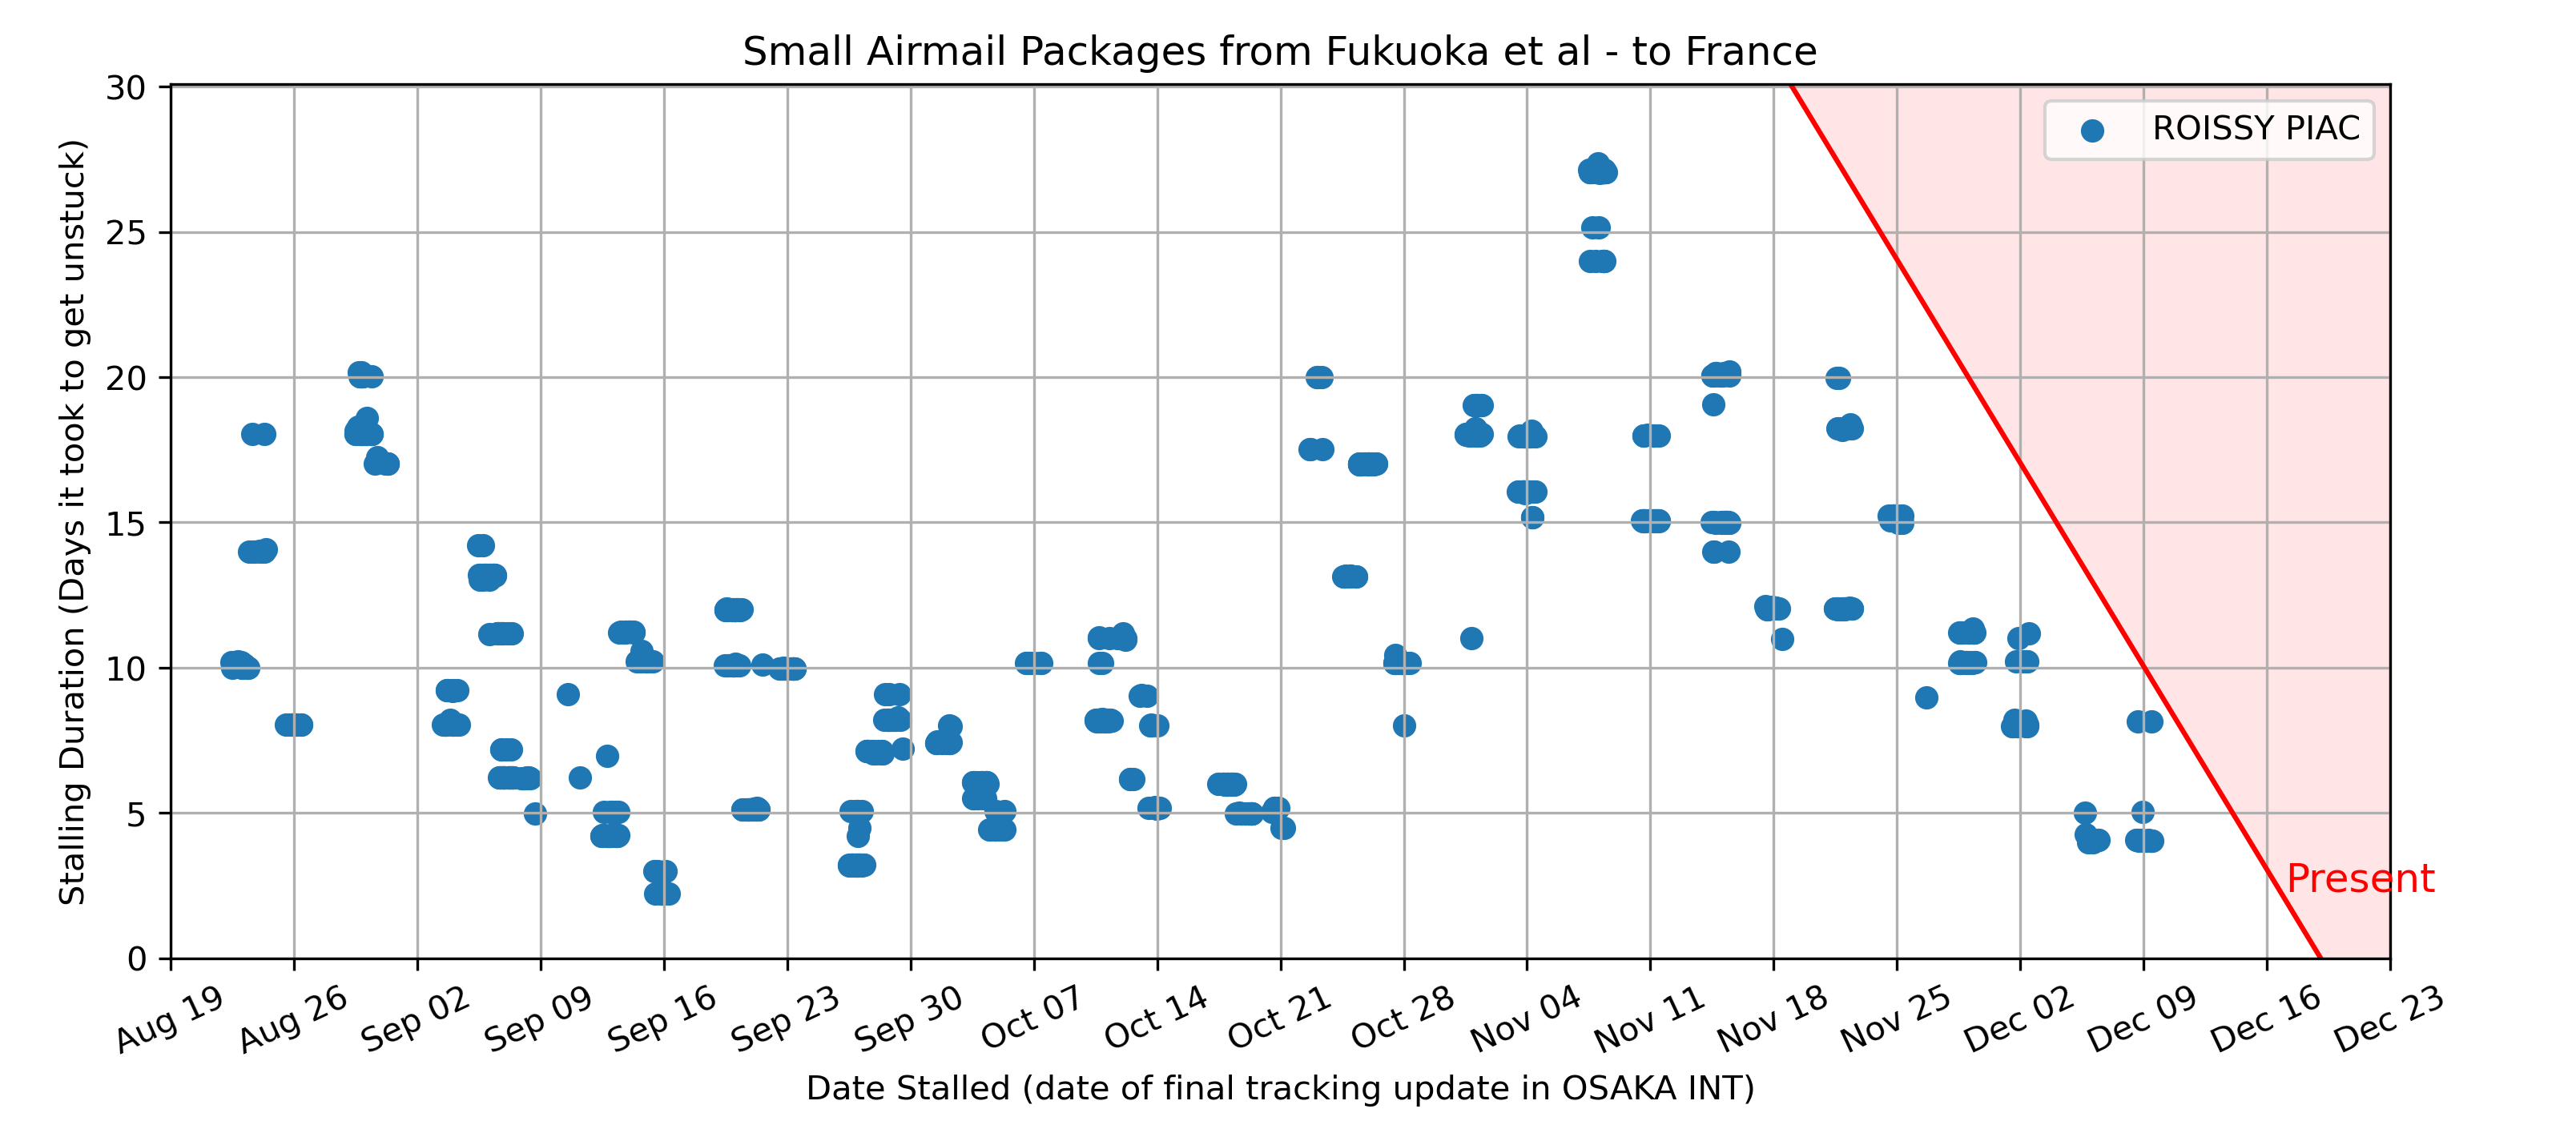 Small Airmail Packages from Fukuoka et al - to France
ROISSY PIAC
Stalling Duration (Days it took to get unstuck)
30
25
20
15
10
5
0
Present
Aug 19
Aug 26
Sep 02
Sep 09
Sep 16
Sep 23
Sep 30
Oct 07
Oct 14
Oct 21
Oct 28
Nov 04
Nov 11
Nov 18
Nov 25
Dec 02
Dec 09
Dec 16
Dec 23
Date Stalled (date of final tracking update in OSAKA INT)